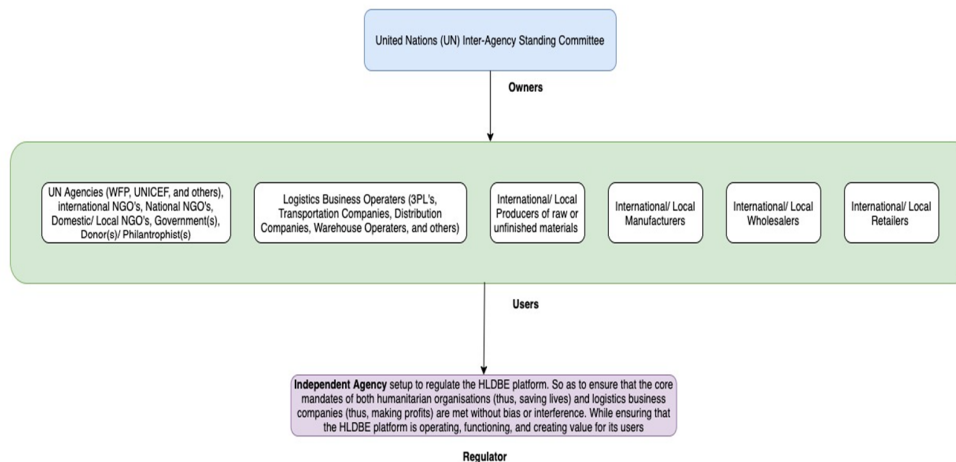 United Nations (UN) Inter-Agency Standing Committee
Owners
UN Agencies (WFP, UNICEF, and others),
international NGO's, National NGO's,
Domestic/ Local NGO's, Government(s),
Donor(s)/ Philantrophist(s)
Logistics Business Operaters (3PL's,
Transportation Companies, Distribution
Companies, Warehouse Operaters, and others)
International/ Local
Producers of raw or
unfinished materials
International/ Local
Manufacturers
International/ Local
Wholesalers
International/ Local
Retailers
Users
Independent Agency setup to regulate the HLDBE platform. So as to ensure that the core
mandates of both humanitarian organisations (thus, saving lives) and logistics business
companies (thus, making profits) are met without bias or interference. While ensuring that
the HLDBE platform is operating, functioning, and creating value for its users
Regulator